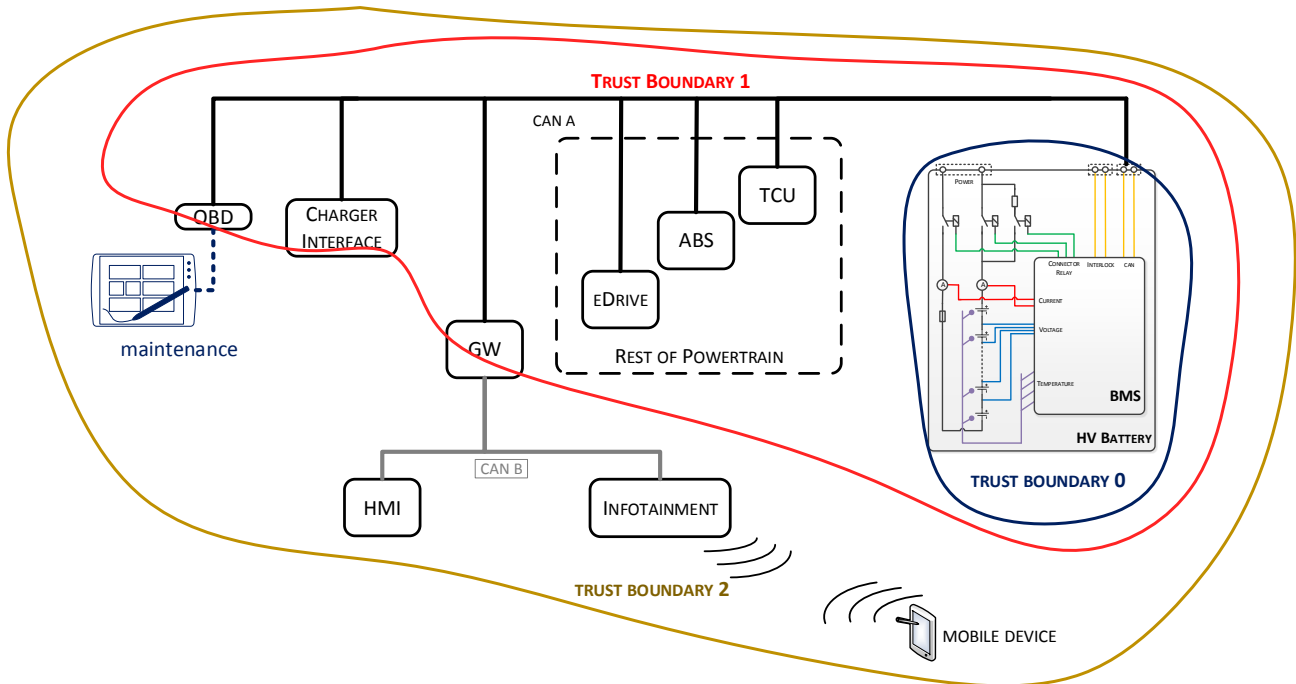 TRUST BOUNDARY 1
CAN A
OBD
CHARGER
INTERFACE
GW
TCU
ABS
EDRIVE
REST OF POWERTRAIN
maintenance
POWER
CONNECTOR
RELAY
INTERLOCK
CAN
CURRENT
VOLTAGE
TEMPERATURE
A
A
BMS
HV BATTERY
TRUST BOUNDARY 0
CAN B
HMI
INFOTAINMENT
TRUST BOUNDARY 2
MOBILE DEVICE